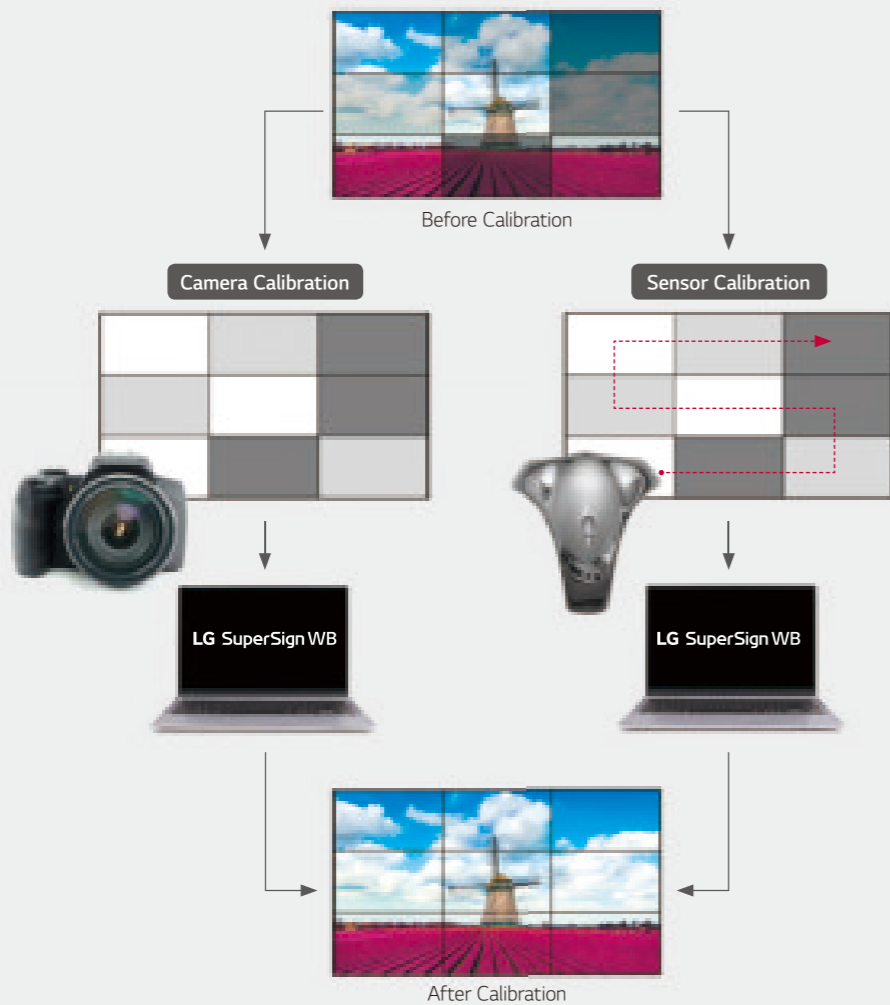 Before Calibration
Camera Calibration
Sensor Calibration
LG SuperSign WB
LG SuperSign WB
After Calibration